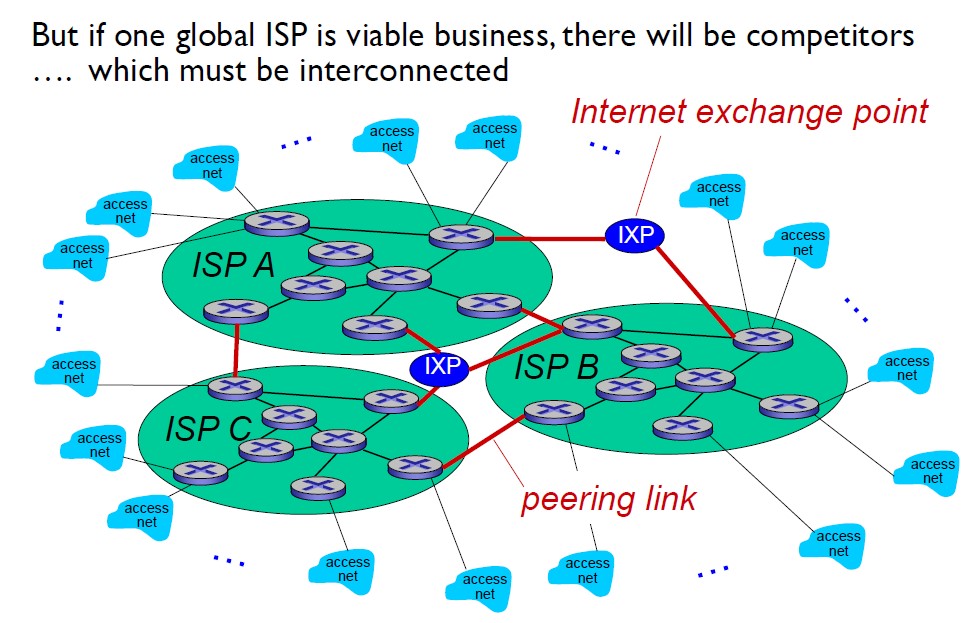 But if one global ISP is viable business, there will be competitors
…. which must be interconnected
Internet exchange point
access
net
access
net
access
net
access
net
access
net
access
net
access
net
IXP
ISP A
IXP
ISP B
access
net
access
net
ISP C
access
net
access
net
peering link
access
net
access
net
access
net
access
net
access
net